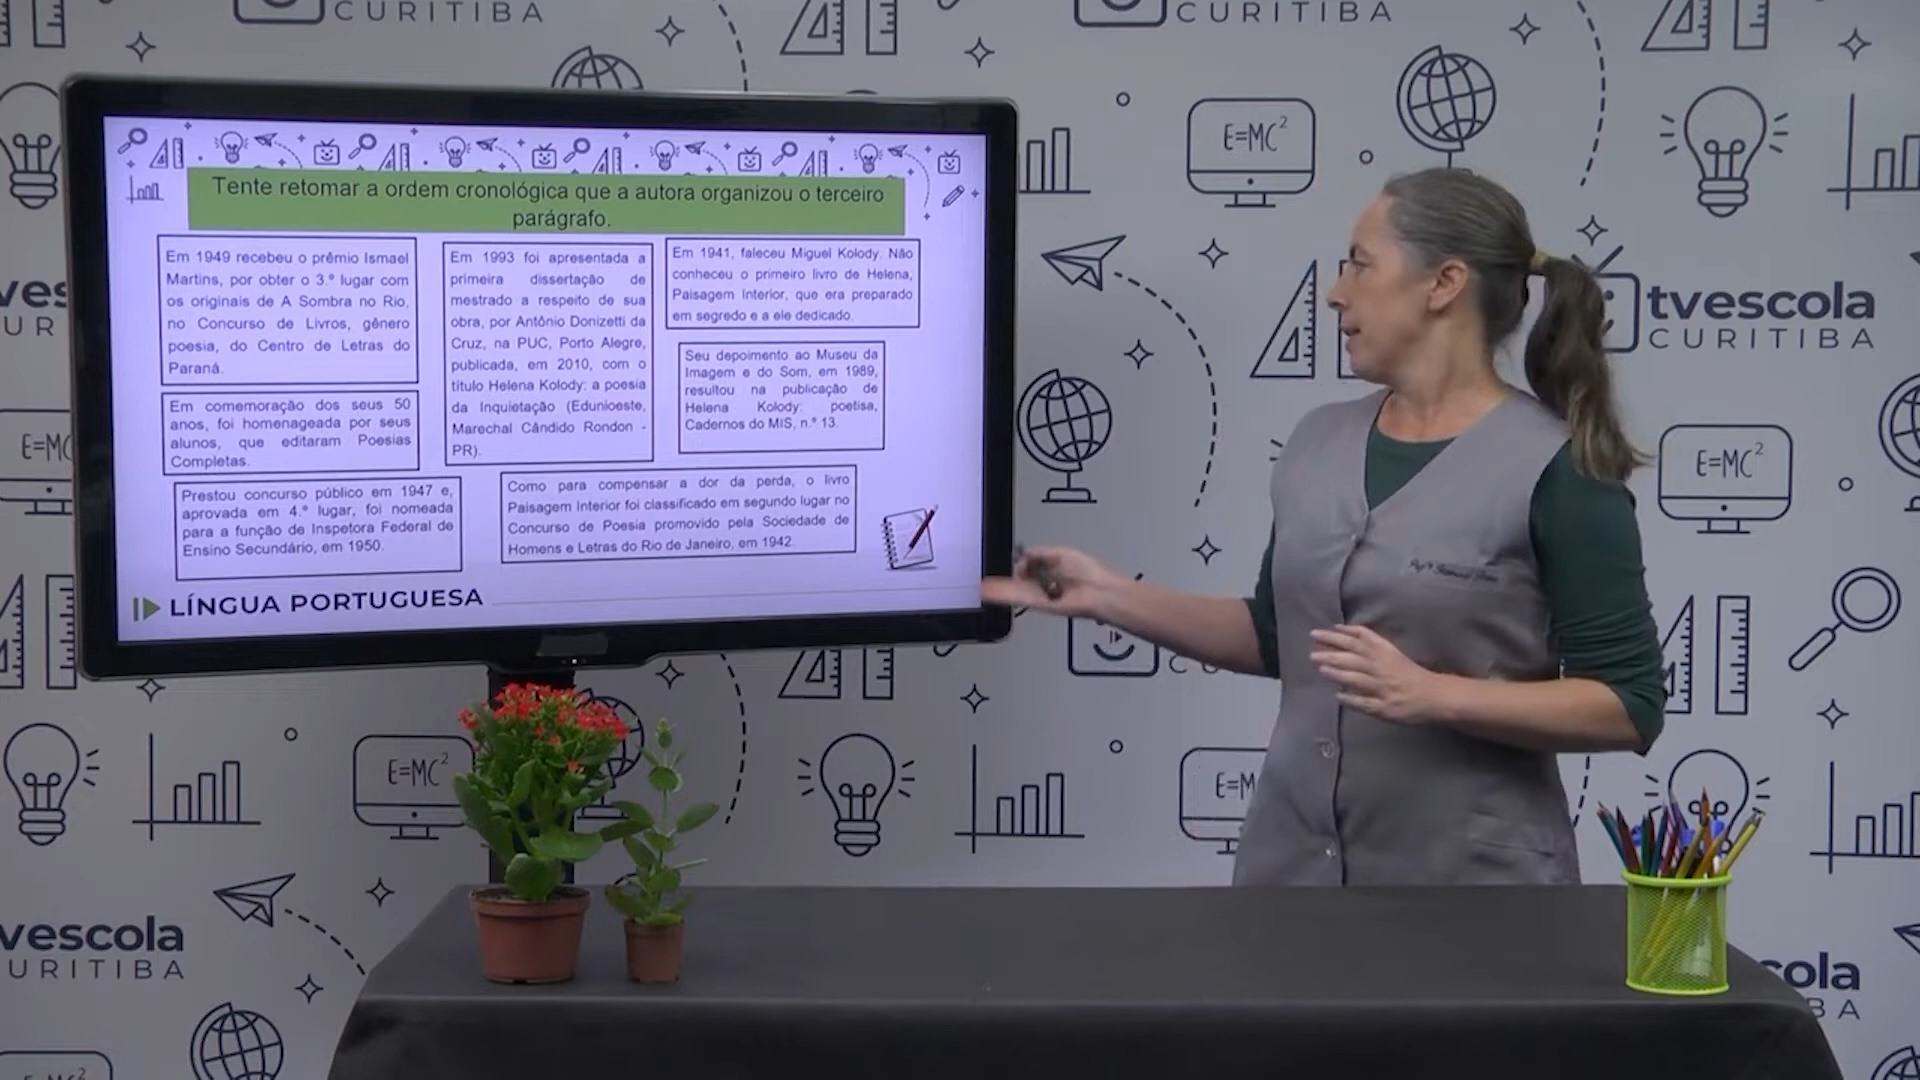 CURITIBA
CURITIBA
Tente retomar a ordem cronológica que a autora organizou o terceiro
parágrafo.
Em 1949 recebeu o prêmio Ismael
Martins, por obter o 3.º lugar com
os originais de A Sombra no Rio,
no Concurso de Livros, gênero
poesia, do Centro de Letras do
Paraná.
Em comemoração dos seus 50
anos, foi homenageada por seus
alunos, que editaram Poesias
Completas.
Prestou concurso público em 1947 e,
aprovada em 4.º lugar, foi nomeada
para a função de Inspetora Federal de
Ensino Secundário, em 1950.
Em 1993 foi apresentada a
primeira dissertação de
mestrado a respeito de sua
obra, por Antônio Donizetti da
Cruz, na PUC, Porto Alegre,
publicada, em 2010, com o
título Helena Kolody: a poesia
da Inquietação (Edunioeste,
Marechal Cândido Rondon -
PR).
Em 1941, faleceu Miguel Kolody. Não
conheceu o primeiro livro de Helena,
Paisagem Interior, que era preparado
em segredo e a ele dedicado.
Seu depoimento ao Museu da
Imagem e do Som, em 1989,
resultou na publicação de
Helena Kolody: poetisa,
Cadernos do MIS, n.º 13.
Como para compensar a dor da perda, o livro
Paisagem Interior foi classificado em segundo lugar no
Concurso de Poesia promovido pela Sociedade de
Homens e Letras do Rio de Janeiro, em 1942.
LÍNGUA PORTUGUESA
E=MC²
tvescola
CURITIBA
ves
UR
E=MC
E=MC²
E=MC²
E=M
vescola
URITIBA
cola
BA